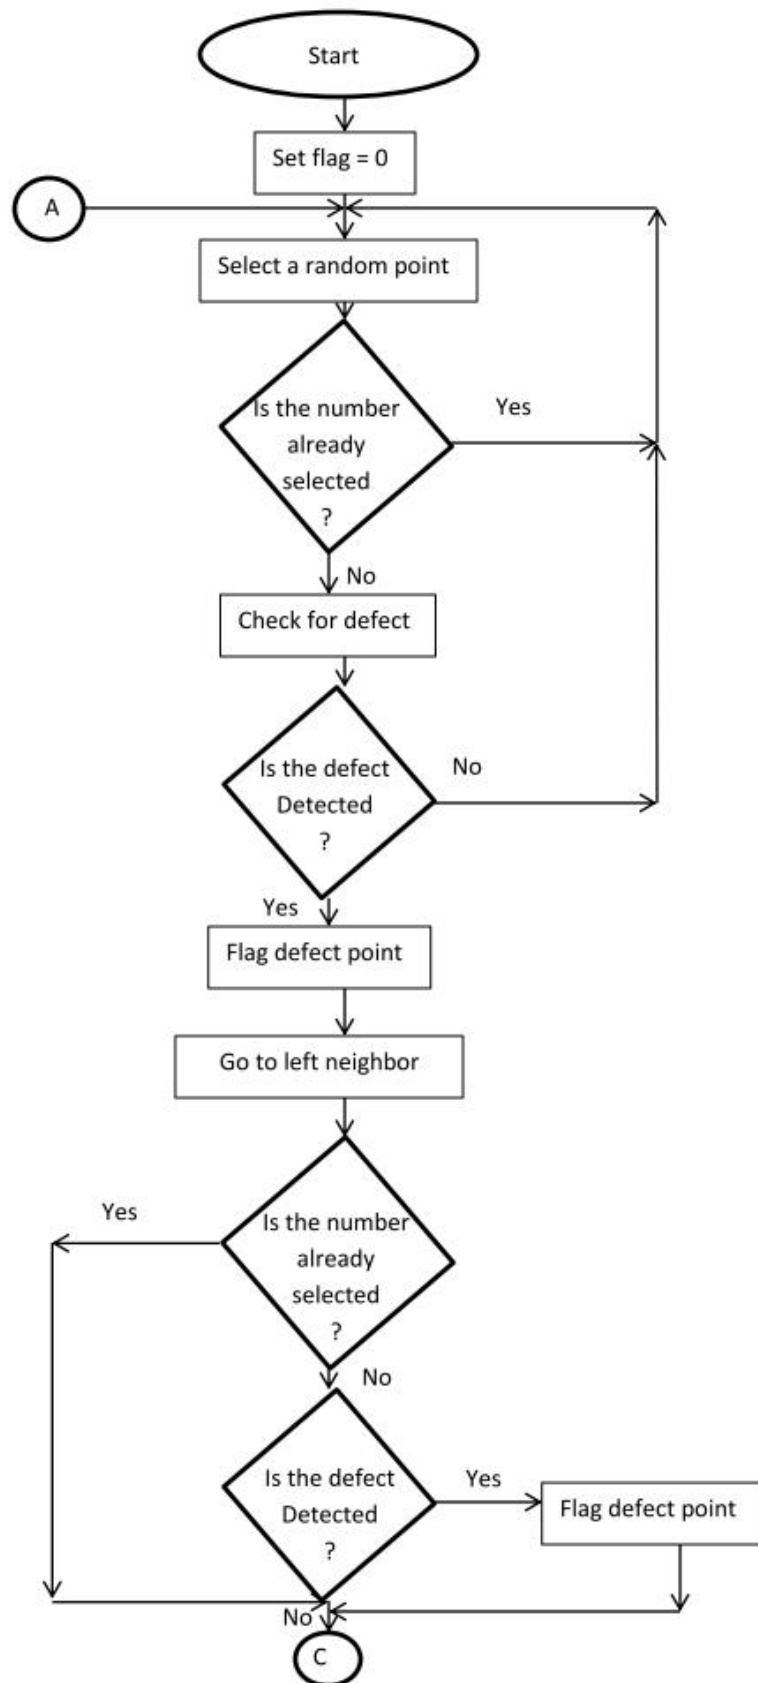 Start
Set flag = 0
A
Select a random point
Is the number
already
selected
?
Yes
No
Check for defect
Is the defect
Detected
?
No
Yes
Flag defect point
Go to left neighbor
Yes
Is the number
already
selected
?
No
Is the defect
Detected
?
Yes
Flag defect point
No
C